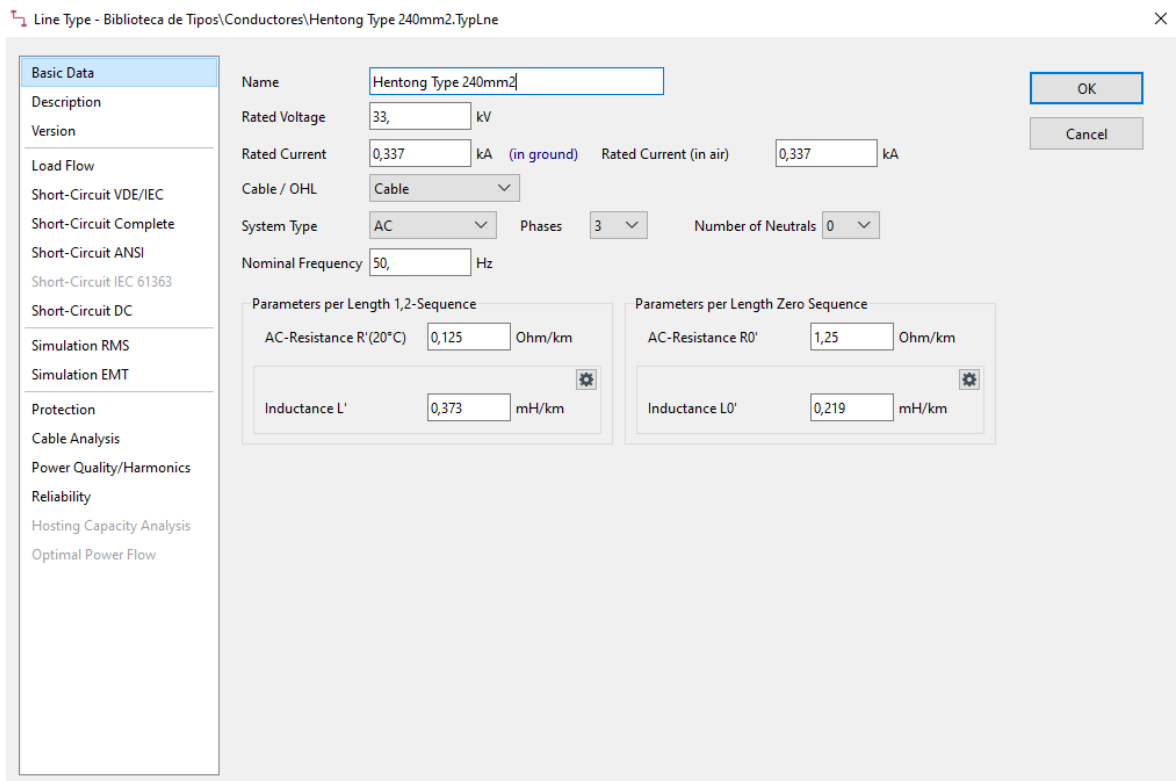 Line Type - Biblioteca de Tipos\Conductores\Hentong Type 240mm2.TypLne
Basic Data
Description
Version
Load Flow
Short-Circuit VDE/IEC
Short-Circuit Complete
Short-Circuit ANSI
Short-Circuit IEC 61363
Short-Circuit DC
Simulation RMS
Simulation EMT
Protection
Cable Analysis
Power Quality/Harmonics
Reliability
Hosting Capacity Analysis
Optimal Power Flow
Name Hentong Type 240mm2
Rated Voltage 33, kV
Rated Current 0,337 kA (in ground) Rated Current (in air) 0,337 kA
Cable / OHL Cable
System Type AC Phases 3 Number of Neutrals 0
Nominal Frequency 50, Hz
Parameters per Length 1,2-Sequence
AC-Resistance R'(20°C) 0,125 Ohm/km
Inductance L' 0,373 mH/km
Parameters per Length Zero Sequence
AC-Resistance R0' 1,25 Ohm/km
Inductance L0' 0,219 mH/km
OK
Cancel